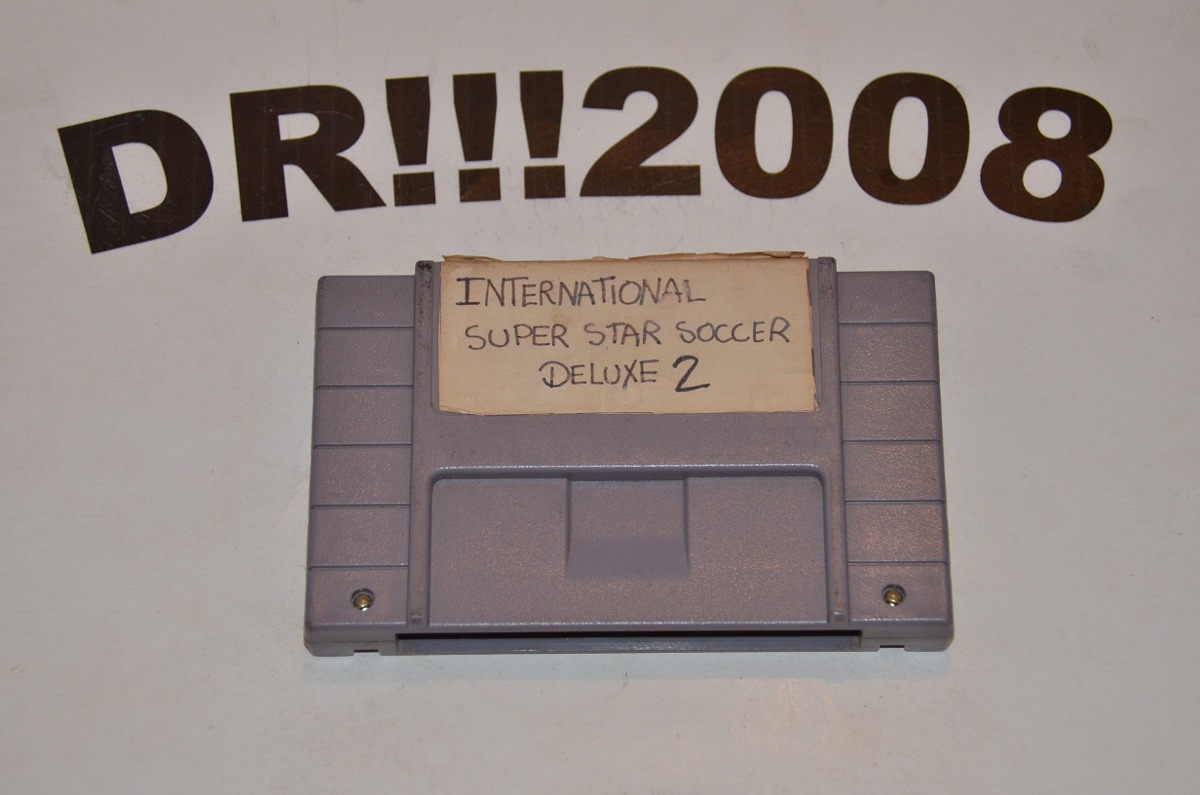 DR!!!2008
INTERNATIONAL
SUPER STAR SOCCER
DELUXE 2